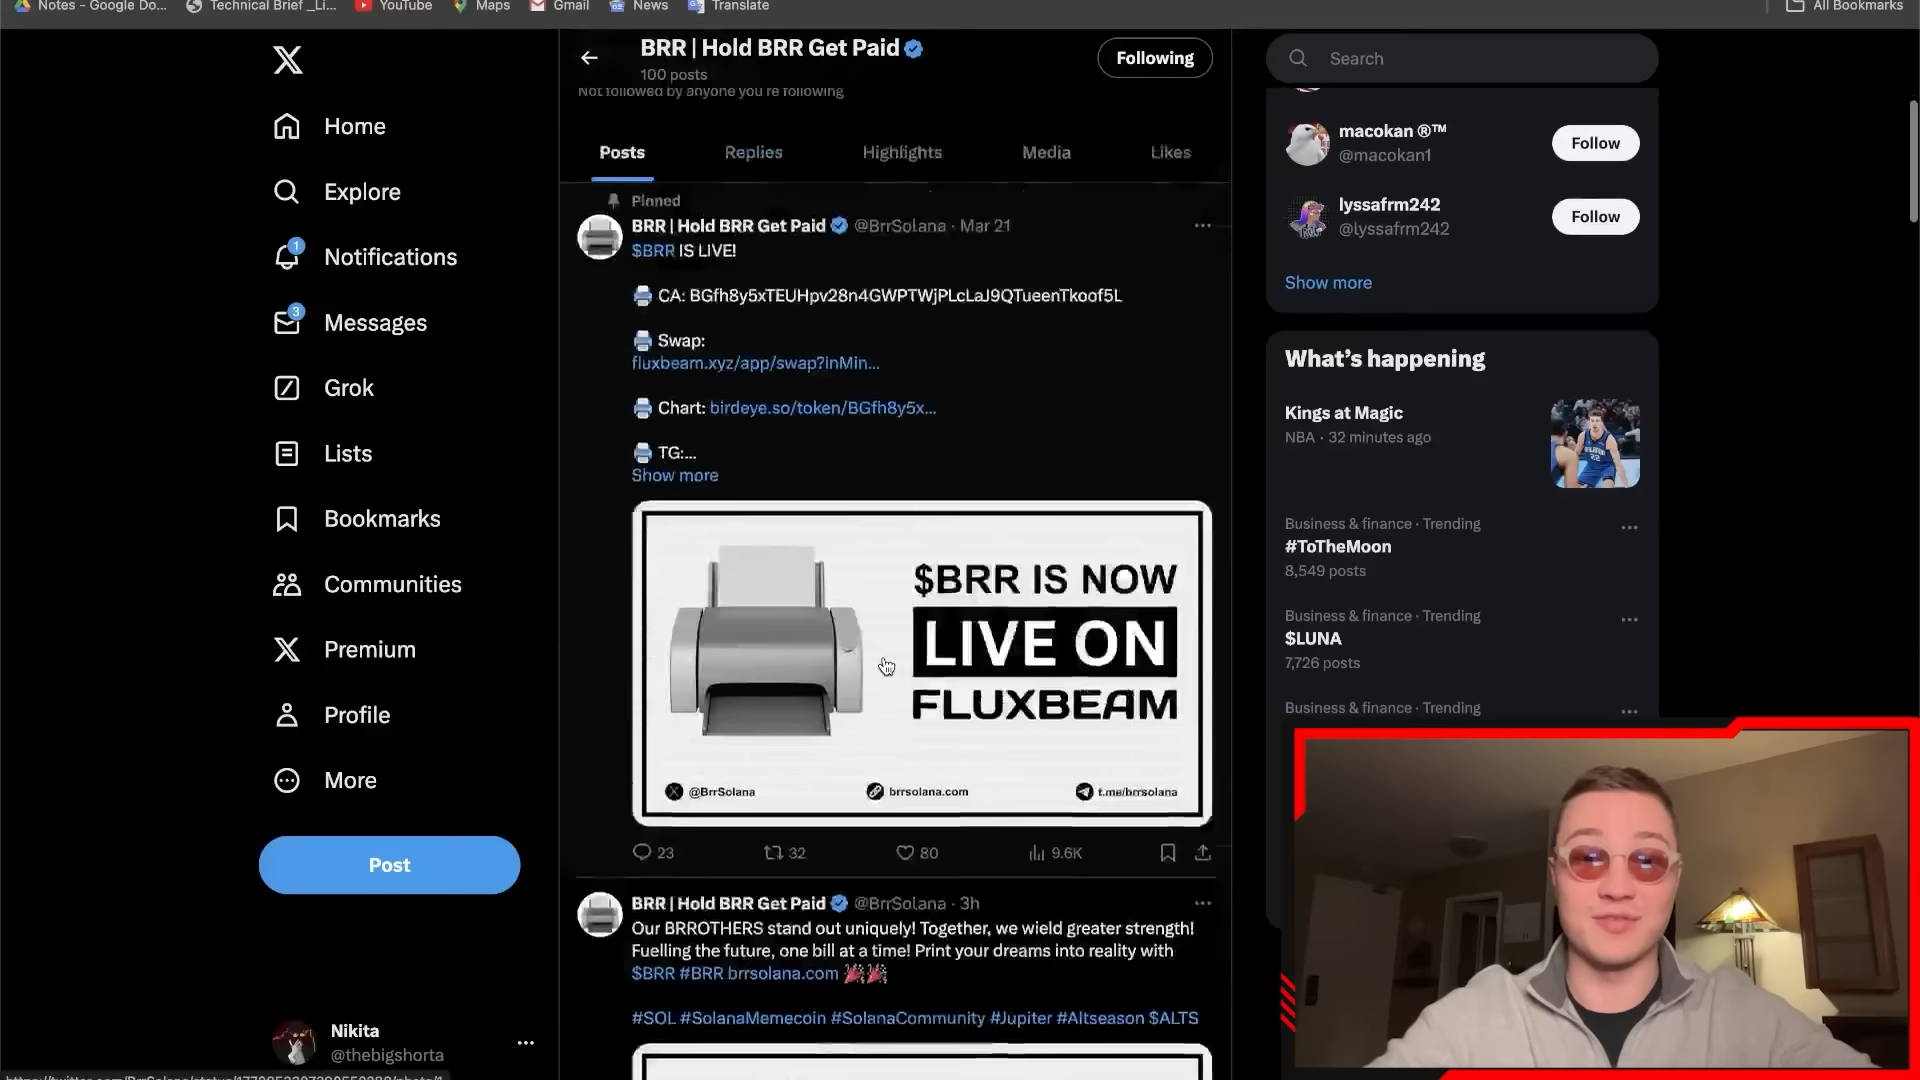 Notes - Google Do...
Technical Brief _Li...
YouTube
Maps
Gmail
News
Translate
All Bookmarks
BRR | Hold BRR Get Paid
100 posts
Following
Not followed by anyone you're following
Search
Home
Explore
1
Notifications
3
Messages
Grok
Lists
Bookmarks
Communities
Premium
Profile
More
Post
Nikita
@thebigshorta
Posts
Replies
Highlights
Media
Likes
Pinned
BRR | Hold BRR Get Paid @BrrSolana · Mar 21
$BRR IS LIVE!
CA: BGfh8y5xTEUHpv28n4GWPTWjPLcLaJ9QTueenTkoof5L
Swap:
fluxbeam.xyz/app/swap?inMin...
Chart: birdeye.so/token/BGfh8y5x...
TG:...
Show more
$BRR IS NOW
LIVE ON
FLUXBEAM
@BrrSolana
brrsolana.com
t.me/brrsolana
23
32
80
9.6K
BRR | Hold BRR Get Paid @BrrSolana · 3h
Our BRROTHERS stand out uniquely! Together, we wield greater strength!
Fuelling the future, one bill at a time! Print your dreams into reality with
$BRR #BRR brrsolana.com
#SOL #SolanaMemecoin #SolanaCommunity #Jupiter #Altseason $ALTS
macokan ®™
@macokan1
Follow
lyssafrm242
@lyssafrm242
Follow
Show more
What's happening
Kings at Magic
NBA · 32 minutes ago
Business & finance · Trending
#ToTheMoon
8,549 posts
Business & finance · Trending
$LUNA
7,726 posts
Business & finance · Trending